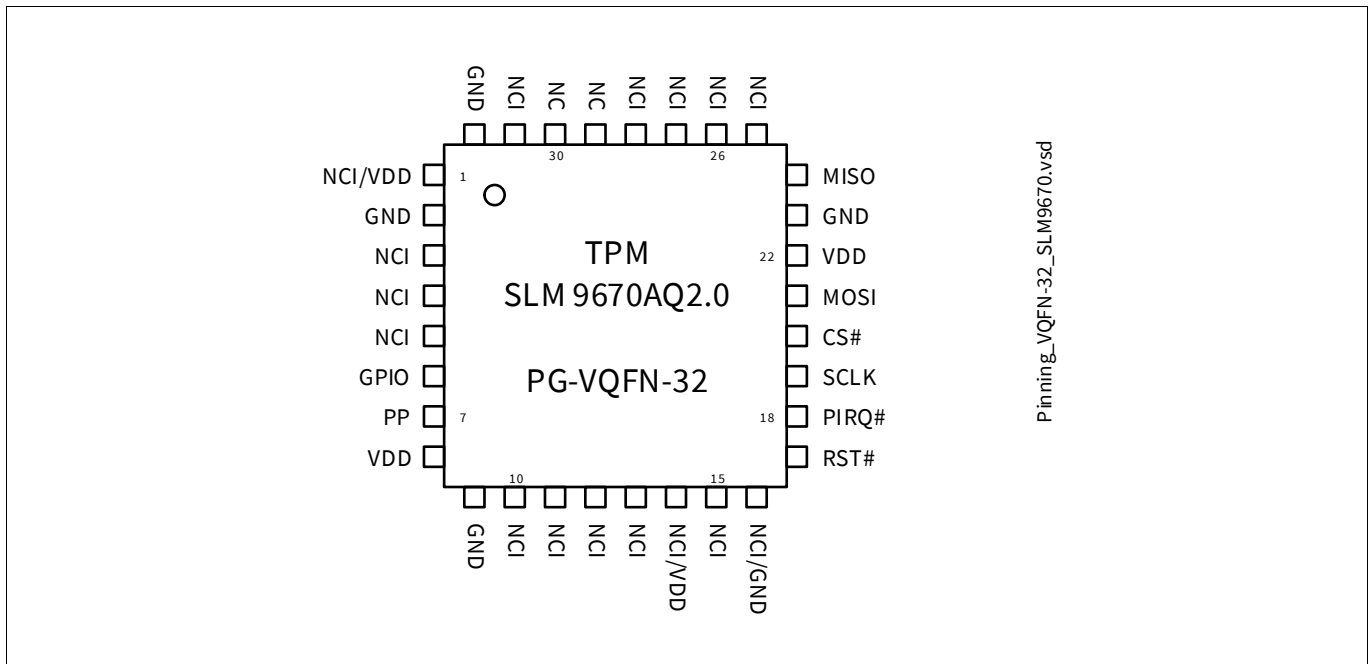 GND NCI NC NC NCI NCI NCI NCI
30 26
NCI/VDD 1 MISO
GND GND
NCI 22 VDD
NCI MOSI
NCI CS#
GPIO SCLK
PP 7 18 PIRQ#
VDD RST#
TPM
SLM 9670AQ2.0
PG-VQFN-32
10 15
GND NCI NCI NCI NCI NCI/VDD NCI NCI/GND
Pinning_VQFN-32_SLM9670.vsd